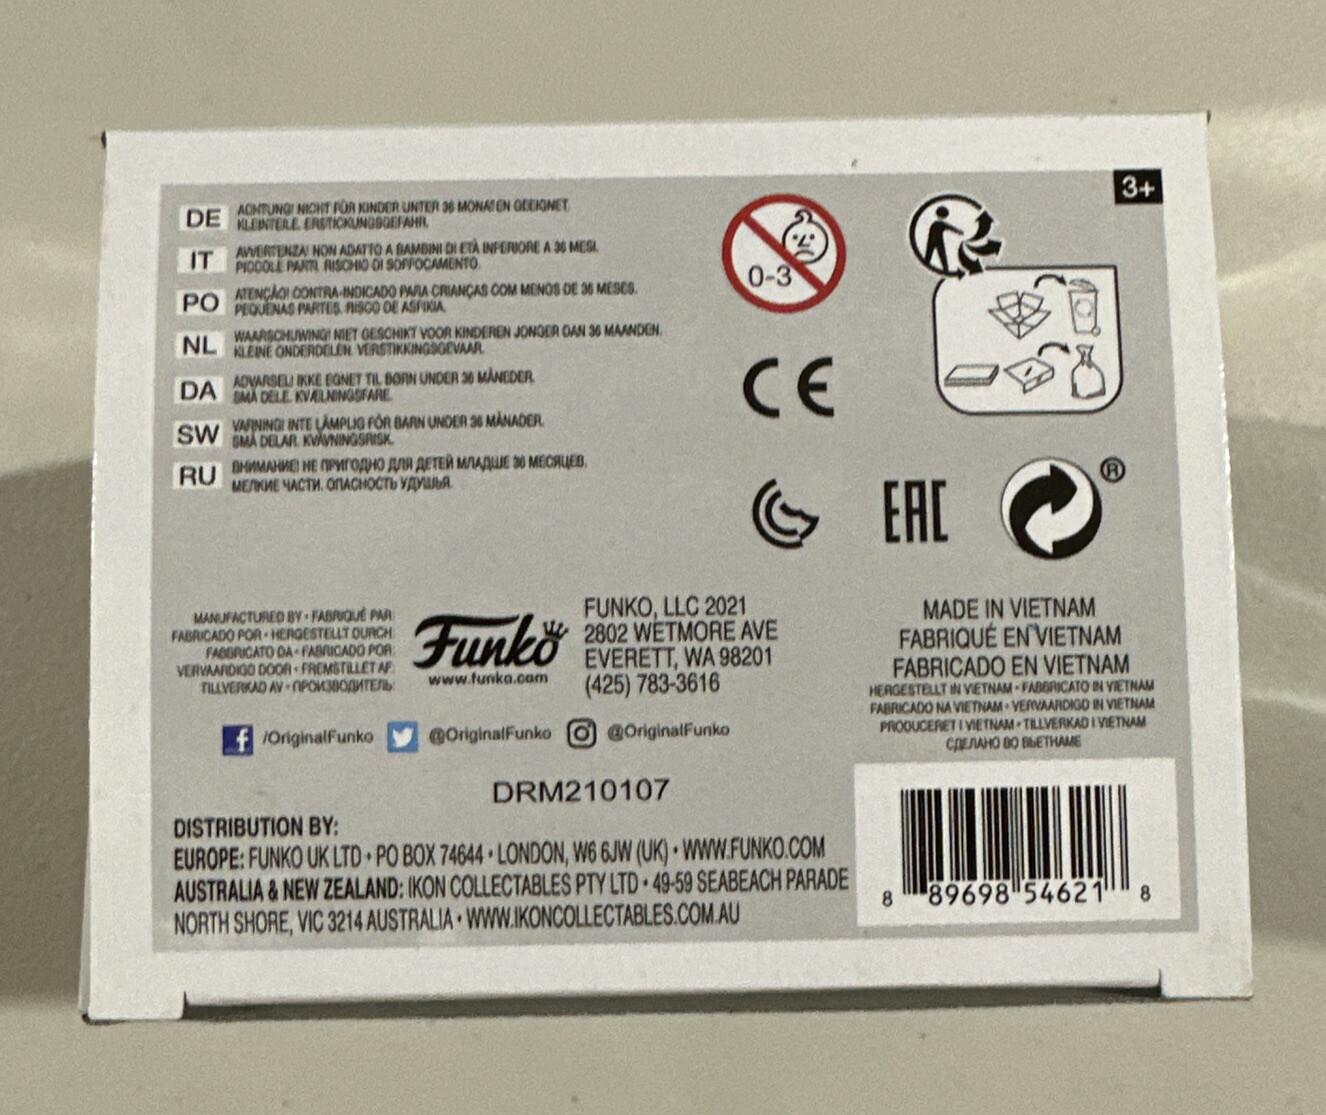 3+
DE ACHTUNG! NICHT FÜR KINDER UNTER 36 MONATEN GEEIGNET.
KLEINTEILE. ERSTICKUNGSGEFAHR.
IT AVVERTENZA! NON ADATTO A BAMBINI DI ETÀ INFERIORE A 36 MESI.
PICCOLE PARTI. RISCHIO DI SOFFOCAMENTO.
PO ATENÇÃO! CONTRA-INDICADO PARA CRIANÇAS COM MENOS DE 36 MESES.
PEQUENAS PARTES. RISCO DE ASFIXIA.
NL WAARSCHUWING! NIET GESCHIKT VOOR KINDEREN JONGER DAN 36 MAANDEN.
KLEINE ONDERDELEN. VERSTIKKINGSGEVAAR.
DA ADVARSEL! IKKE EGNET TIL BØRN UNDER 36 MÅNEDER.
SMÅ DELE. KVÆLNINGSFARE.
SW VARNING! INTE LÄMPLIG FÖR BARN UNDER 36 MÅNADER.
SMÅ DELAR. KVÄVNINGSRISK.
RU ВНИМАНИЕ! НЕ ПРИГОДНО ДЛЯ ДЕТЕЙ МЛАДШЕ 36 МЕСЯЦЕВ.
МЕЛКИЕ ЧАСТИ. ОПАСНОСТЬ УДУШЬЯ.
0-3
CE
EAC
®
MANUFACTURED BY • FABRIQUÉ PAR
FABRICADO POR • HERGESTELLT DURCH
FABBRICATO DA • FABRICADO POR
VERVAARDIGD DOOR • FREMSTILLET AF
TILLVERKAD AV • ПРОИЗВОДИТЕЛЬ
Funko
www.funko.com
FUNKO, LLC 2021
2802 WETMORE AVE
EVERETT, WA 98201
(425) 783-3616
MADE IN VIETNAM
FABRIQUÉ EN VIETNAM
FABRICADO EN VIETNAM
HERGESTELLT IN VIETNAM • FABBRICATO IN VIETNAM
FABRICADO NA VIETNAM • VERVAARDIGD IN VIETNAM
PRODUCERET I VIETNAM • TILLVERKAD I VIETNAM
СДЕЛАНО ВО ВЬЕТНАМЕ
/OriginalFunko @OriginalFunko @OriginalFunko
DRM210107
DISTRIBUTION BY:
EUROPE: FUNKO UK LTD • PO BOX 74644 • LONDON, W6 6JW (UK) • WWW.FUNKO.COM
AUSTRALIA & NEW ZEALAND: IKON COLLECTABLES PTY LTD • 49-59 SEABEACH PARADE
NORTH SHORE, VIC 3214 AUSTRALIA • WWW.IKONCOLLECTABLES.COM.AU
8 89698 54621 8